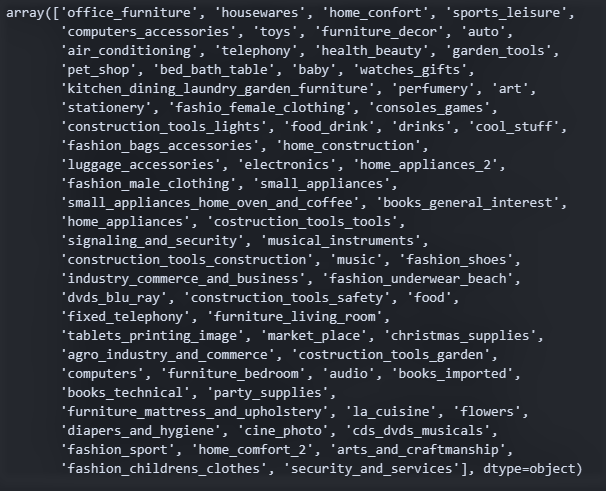 array(['office_furniture', 'housewares', 'home_confort', 'sports_leisure',
'computers_accessories', 'toys', 'furniture_decor', 'auto',
'air_conditioning', 'telephony', 'health_beauty', 'garden_tools',
'pet_shop', 'bed_bath_table', 'baby', 'watches_gifts',
'kitchen_dining_laundry_garden_furniture', 'perfumery', 'art',
'stationery', 'fashio_female_clothing', 'consoles_games',
'construction_tools_lights', 'food_drink', 'drinks', 'cool_stuff',
'fashion_bags_accessories', 'home_construction',
'luggage_accessories', 'electronics', 'home_appliances_2',
'fashion_male_clothing', 'small_appliances',
'small_appliances_home_oven_and_coffee', 'books_general_interest',
'home_appliances', 'costruction_tools_tools',
'signaling_and_security', 'musical_instruments',
'construction_tools_construction', 'music', 'fashion_shoes',
'industry_commerce_and_business', 'fashion_underwear_beach',
'dvds_blu_ray', 'construction_tools_safety', 'food',
'fixed_telephony', 'furniture_living_room',
'tablets_printing_image', 'market_place', 'christmas_supplies',
'agro_industry_and_commerce', 'costruction_tools_garden',
'computers', 'furniture_bedroom', 'audio', 'books_imported',
'books_technical', 'party_supplies',
'furniture_mattress_and_upholstery', 'la_cuisine', 'flowers',
'diapers_and_hygiene', 'cine_photo', 'cds_dvds_musicals',
'fashion_sport', 'home_comfort_2', 'arts_and_craftmanship',
'fashion_childrens_clothes', 'security_and_services'], dtype=object)